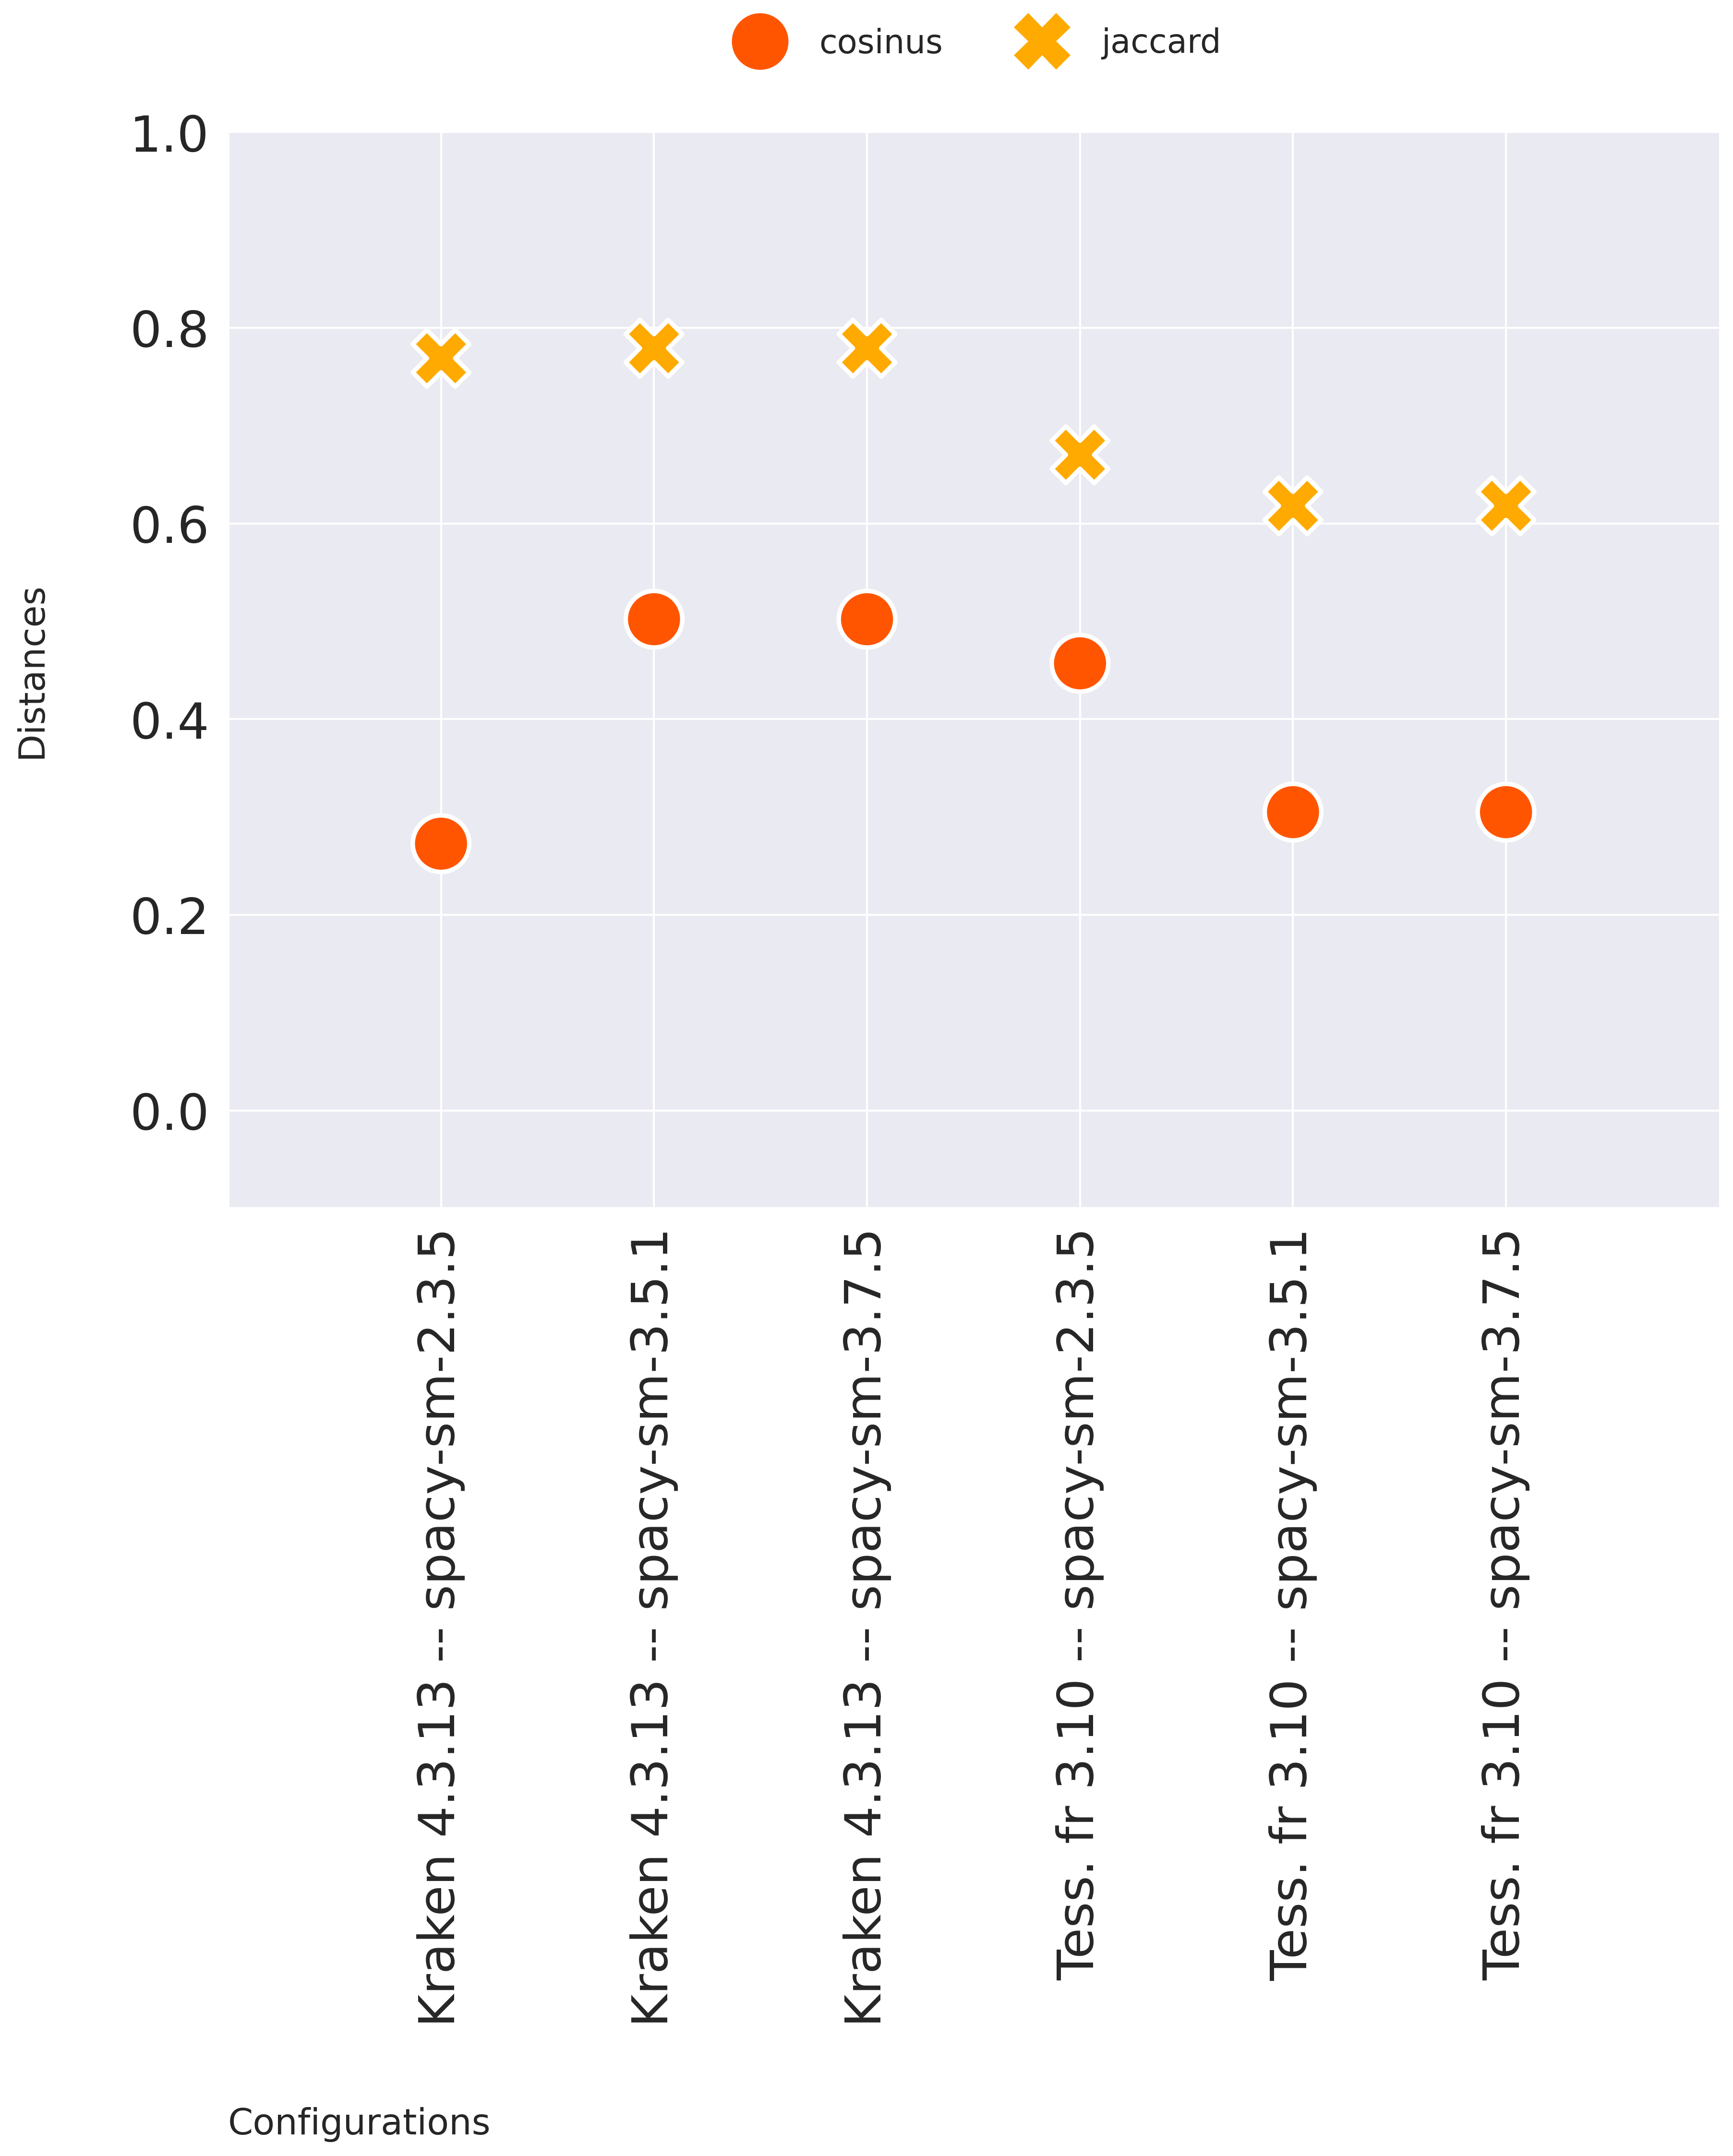 cosinus jaccard
1.0
0.8
0.6
0.4
0.2
0.0
Distances
Kraken 4.3.13 -- spacy-sm-2.3.5
Kraken 4.3.13 -- spacy-sm-3.5.1
Kraken 4.3.13 -- spacy-sm-3.7.5
Tess. fr 3.10 -- spacy-sm-2.3.5
Tess. fr 3.10 -- spacy-sm-3.5.1
Tess. fr 3.10 -- spacy-sm-3.7.5
Configurations